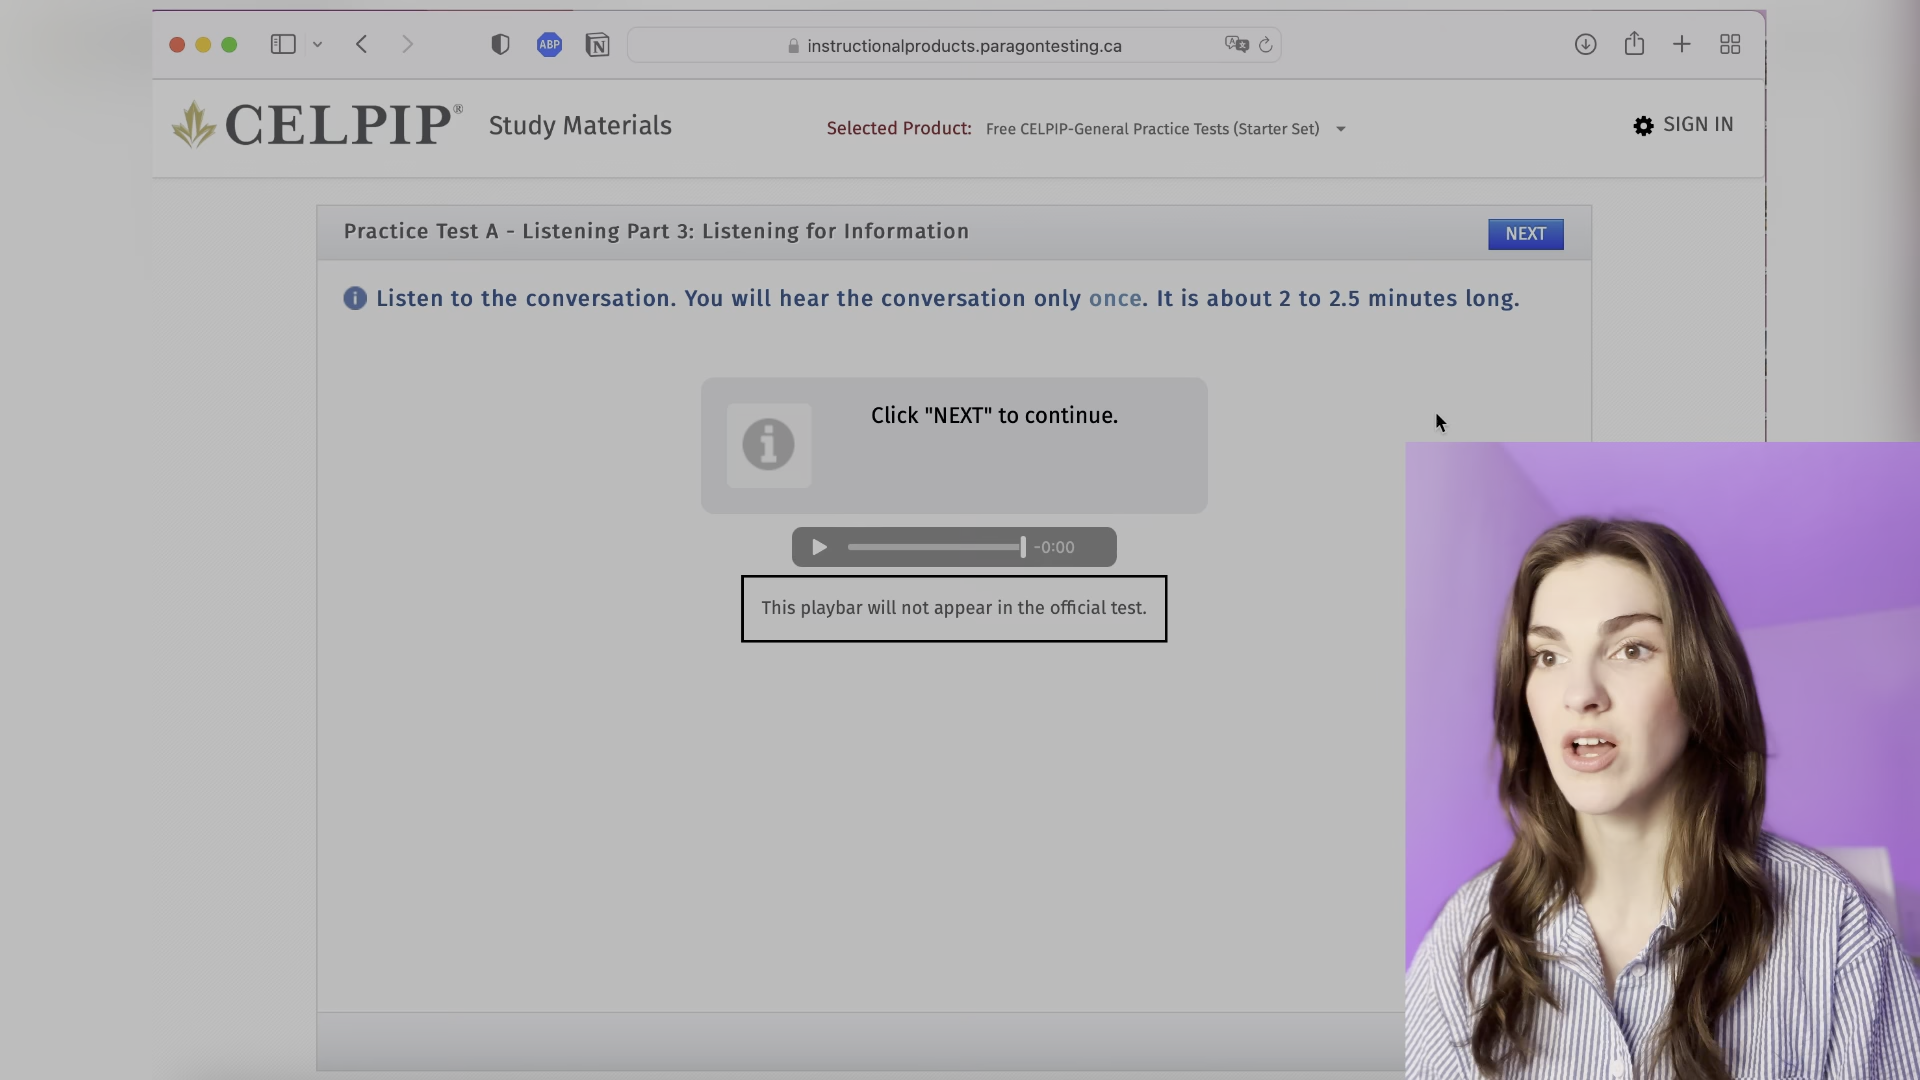 ABP
instructionalproducts.paragontesting.ca
CELPIP® Study Materials
Selected Product: Free CELPIP-General Practice Tests (Starter Set)
SIGN IN
Practice Test A - Listening Part 3: Listening for Information
NEXT
Listen to the conversation. You will hear the conversation only once. It is about 2 to 2.5 minutes long.
Click "NEXT" to continue.
-0:00
This playbar will not appear in the official test.